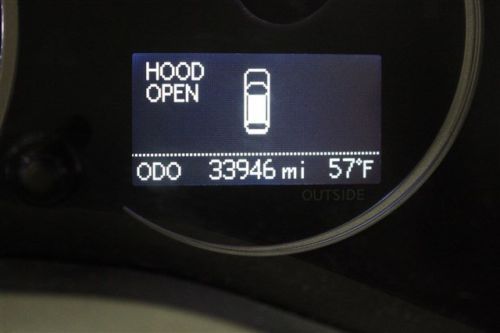 HOOD
OPEN
ODO 33946 mi 57°F
OUTSIDE